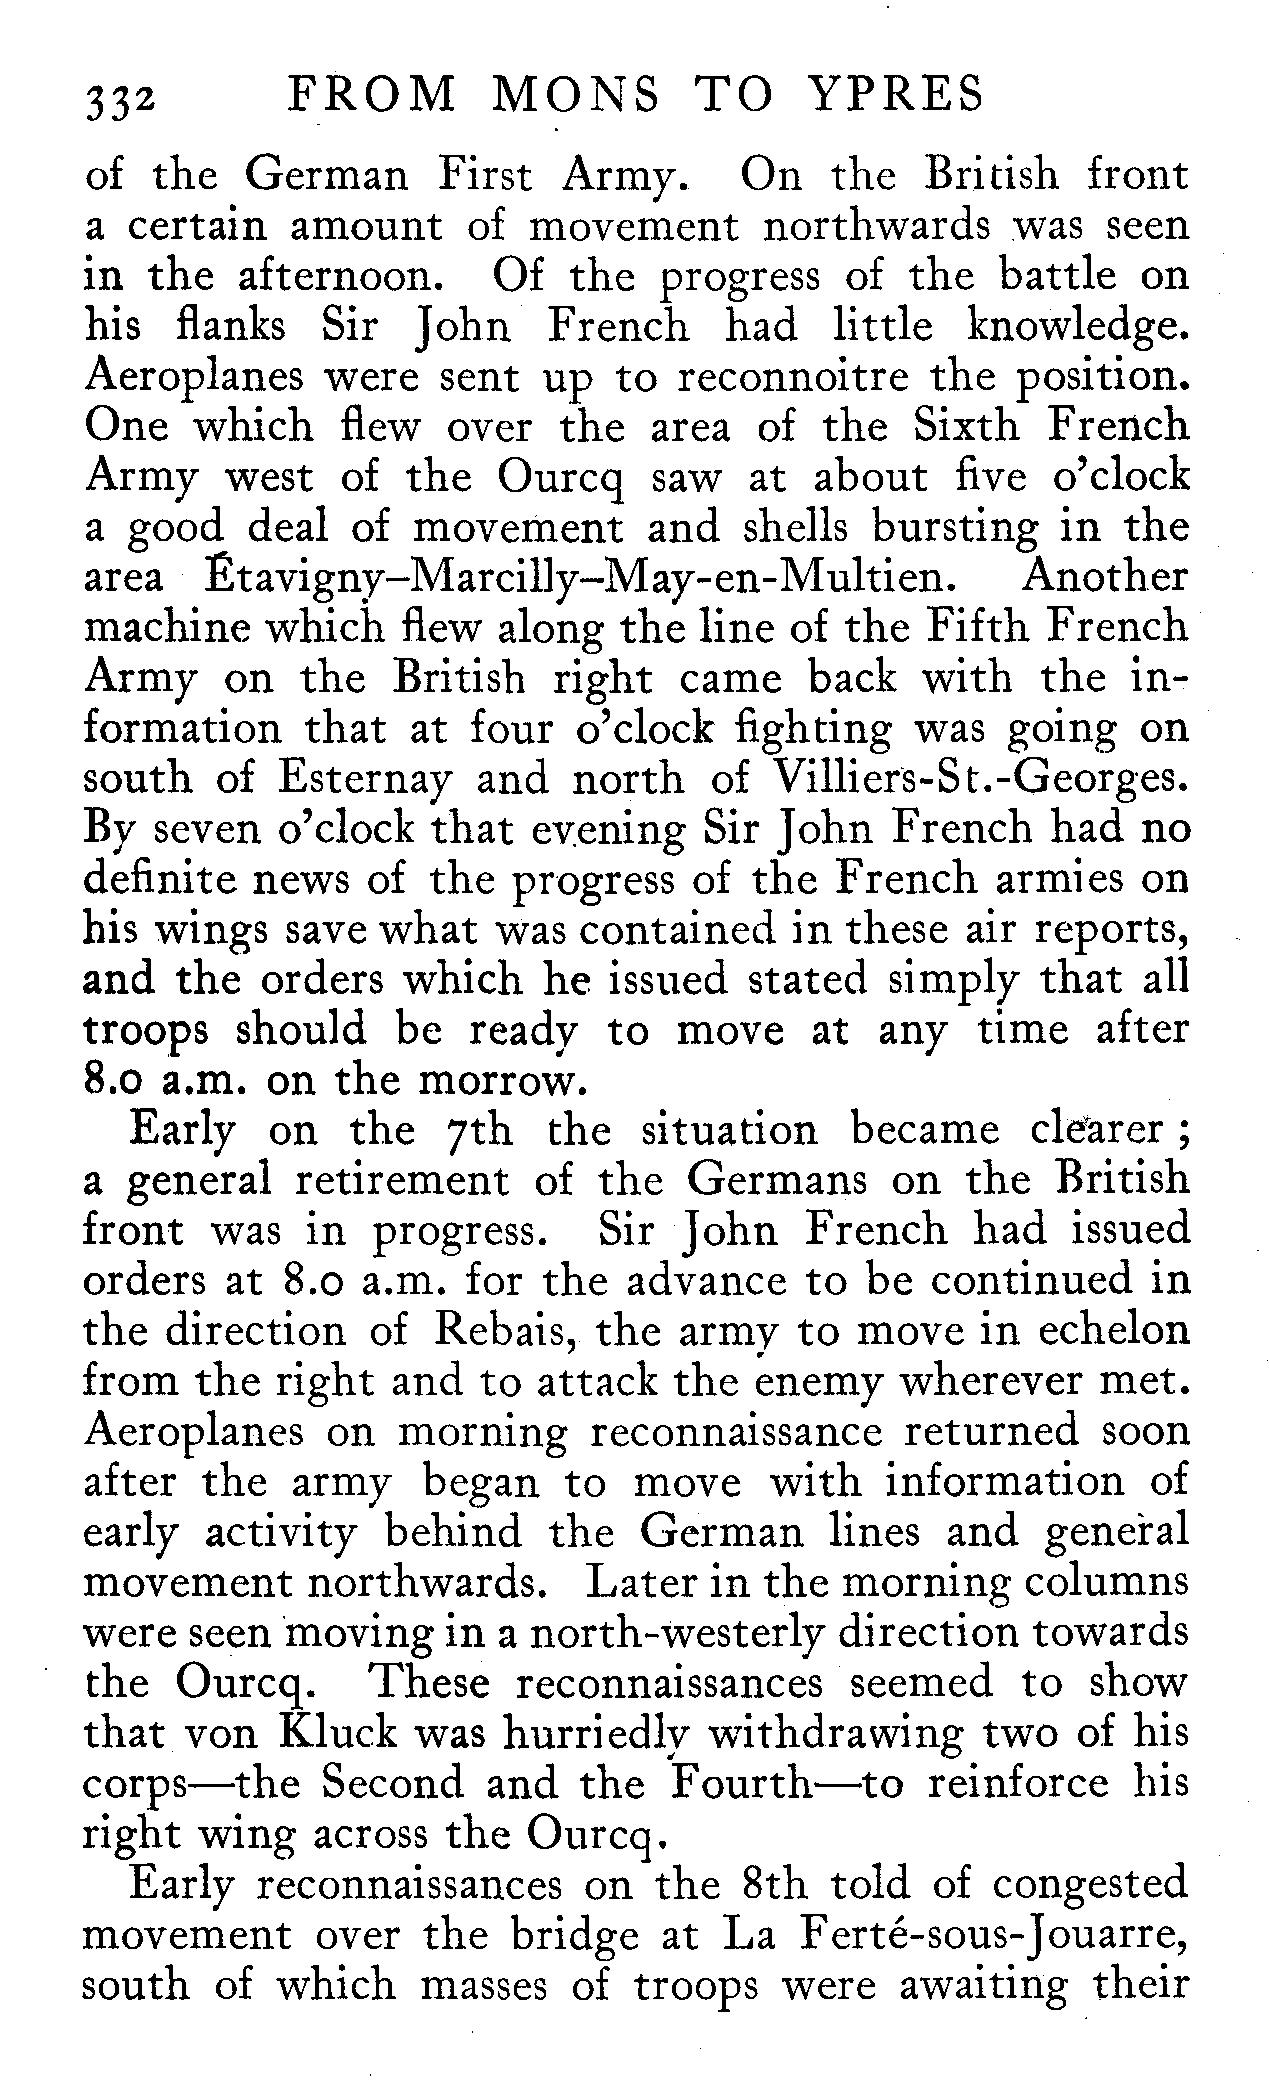 332 FROM MONS TO YPRES
of the German First Army. On the British front
a certain amount of movement northwards was seen
in the afternoon. Of the progress of the battle on
his flanks Sir John French had little knowledge.
Aeroplanes were sent up to reconnoitre the position.
One which flew over the area of the Sixth French
Army west of the Ourcq saw at about five o'clock
a good deal of movement and shells bursting in the
area Étavigny–Marcilly–May-en-Multien. Another
machine which flew along the line of the Fifth French
Army on the British right came back with the in-
formation that at four o'clock fighting was going on
south of Esternay and north of Villiers-St.-Georges.
By seven o'clock that evening Sir John French had no
definite news of the progress of the French armies on
his wings save what was contained in these air reports,
and the orders which he issued stated simply that all
troops should be ready to move at any time after
8.0 a.m. on the morrow.
Early on the 7th the situation became clearer ;
a general retirement of the Germans on the British
front was in progress. Sir John French had issued
orders at 8.0 a.m. for the advance to be continued in
the direction of Rebais, the army to move in echelon
from the right and to attack the enemy wherever met.
Aeroplanes on morning reconnaissance returned soon
after the army began to move with information of
early activity behind the German lines and general
movement northwards. Later in the morning columns
were seen moving in a north-westerly direction towards
the Ourcq. These reconnaissances seemed to show
that von Kluck was hurriedly withdrawing two of his
corps—the Second and the Fourth—to reinforce his
right wing across the Ourcq.
Early reconnaissances on the 8th told of congested
movement over the bridge at La Ferté-sous-Jouarre,
south of which masses of troops were awaiting their